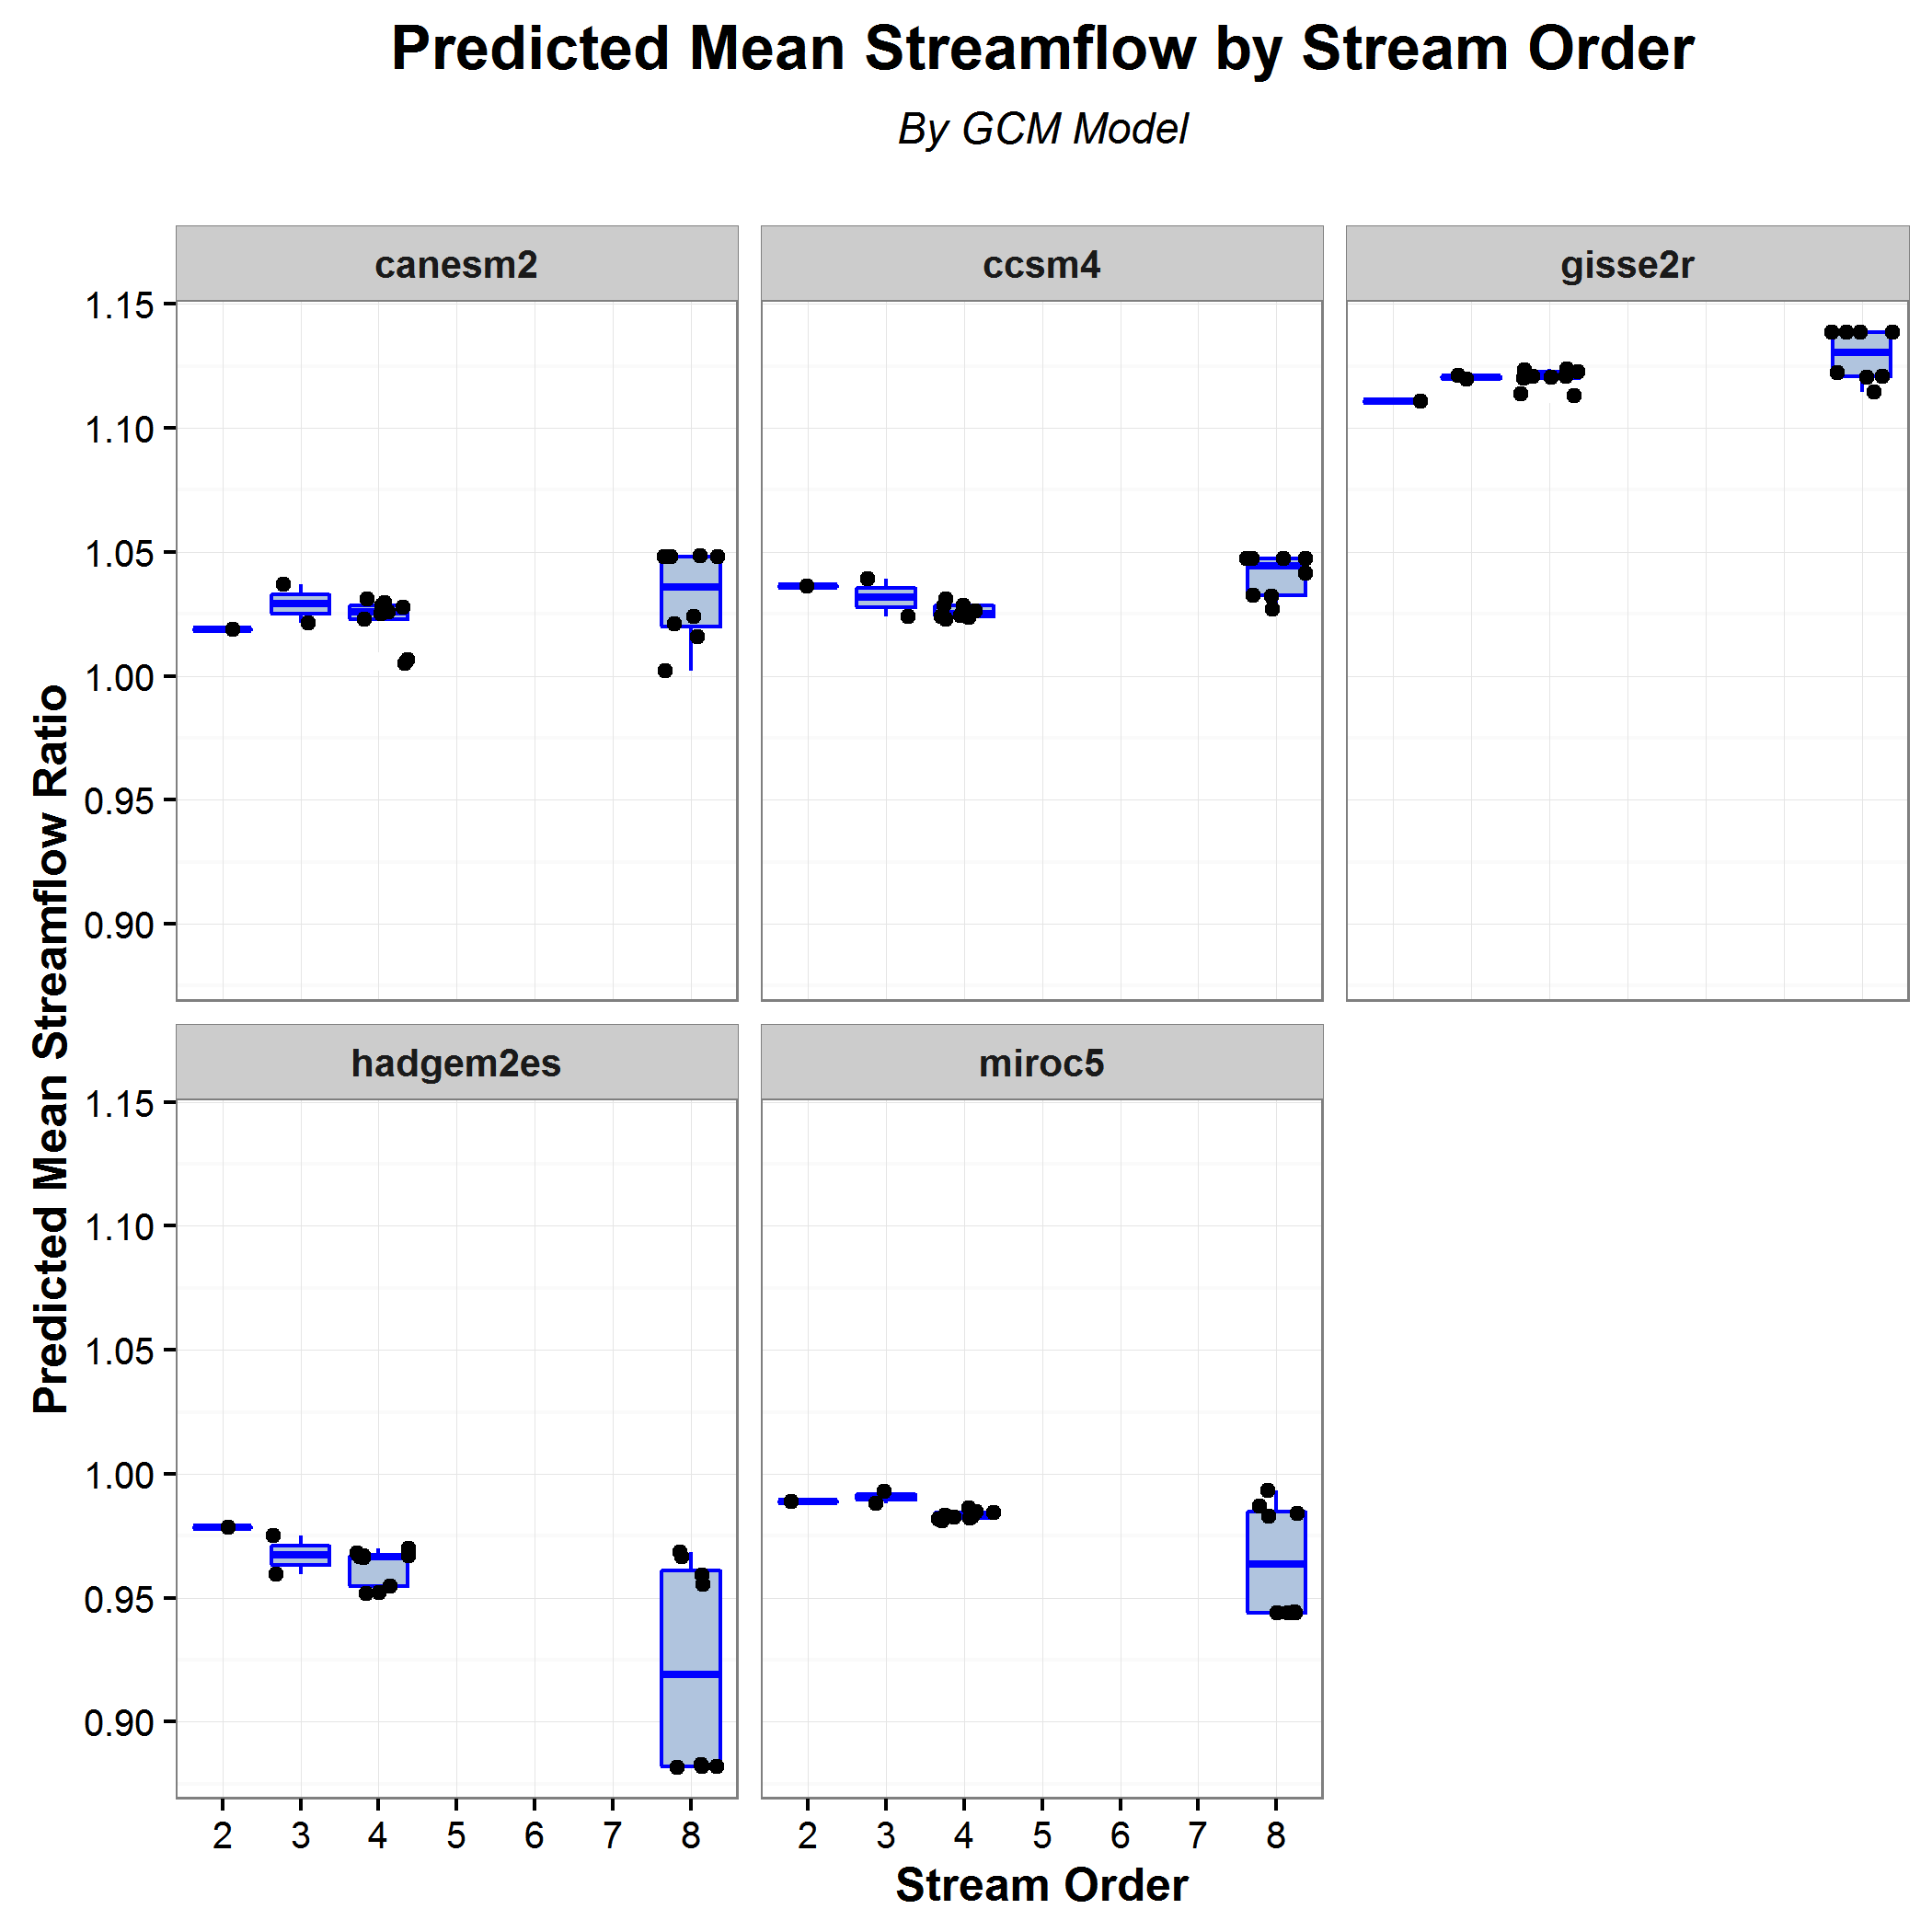 Predicted Mean Streamflow by Stream Order
By GCM Model
canesm2
ccsm4
gisse2r
1.15
1.10
1.05
1.00
0.95
0.90
Predicted Mean Streamflow Ratio
hadgem2es
miroc5
1.15
1.10
1.05
1.00
0.95
0.90
2 3 4 5 6 7 8
2 3 4 5 6 7 8
Stream Order